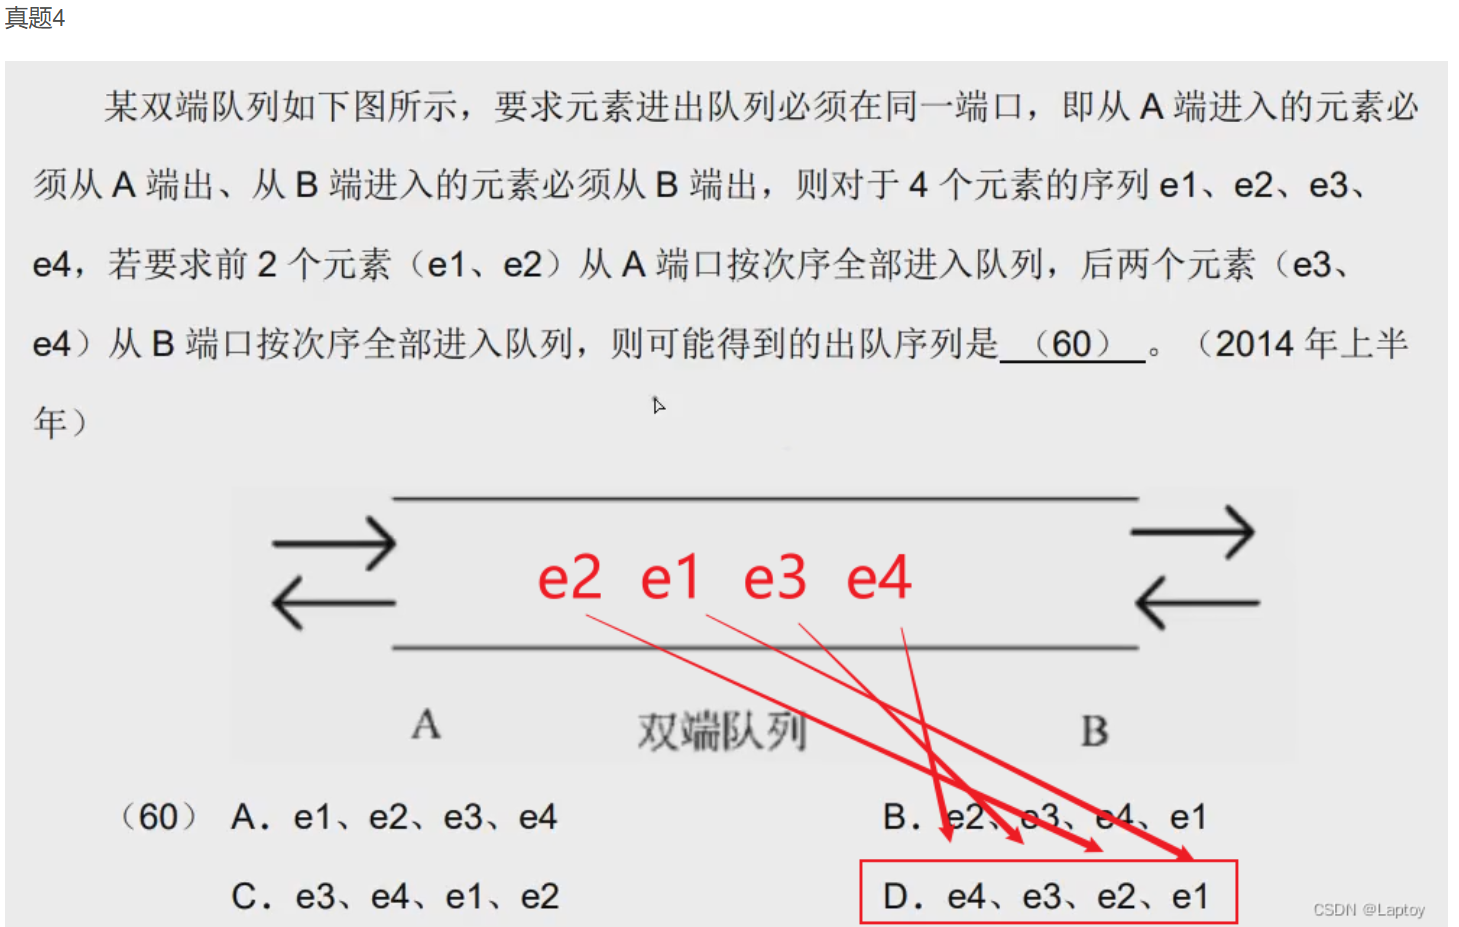 真题4
某双端队列如下图所示，要求元素进出队列必须在同一端口，即从 A 端进入的元素必
须从 A 端出、从 B 端进入的元素必须从 B 端出，则对于 4 个元素的序列 e1、e2、e3、
e4，若要求前 2 个元素（e1、e2）从 A 端口按次序全部进入队列，后两个元素（e3、
e4）从 B 端口按次序全部进入队列，则可能得到的出队序列是 （60） 。（2014 年上半
年）
e2 e1 e3 e4
A 双端队列 B
（60） A. e1、e2、e3、e4 B. e2、e3、e4、e1
C. e3、e4、e1、e2 D. e4、e3、e2、e1
CSDN @Laptoy